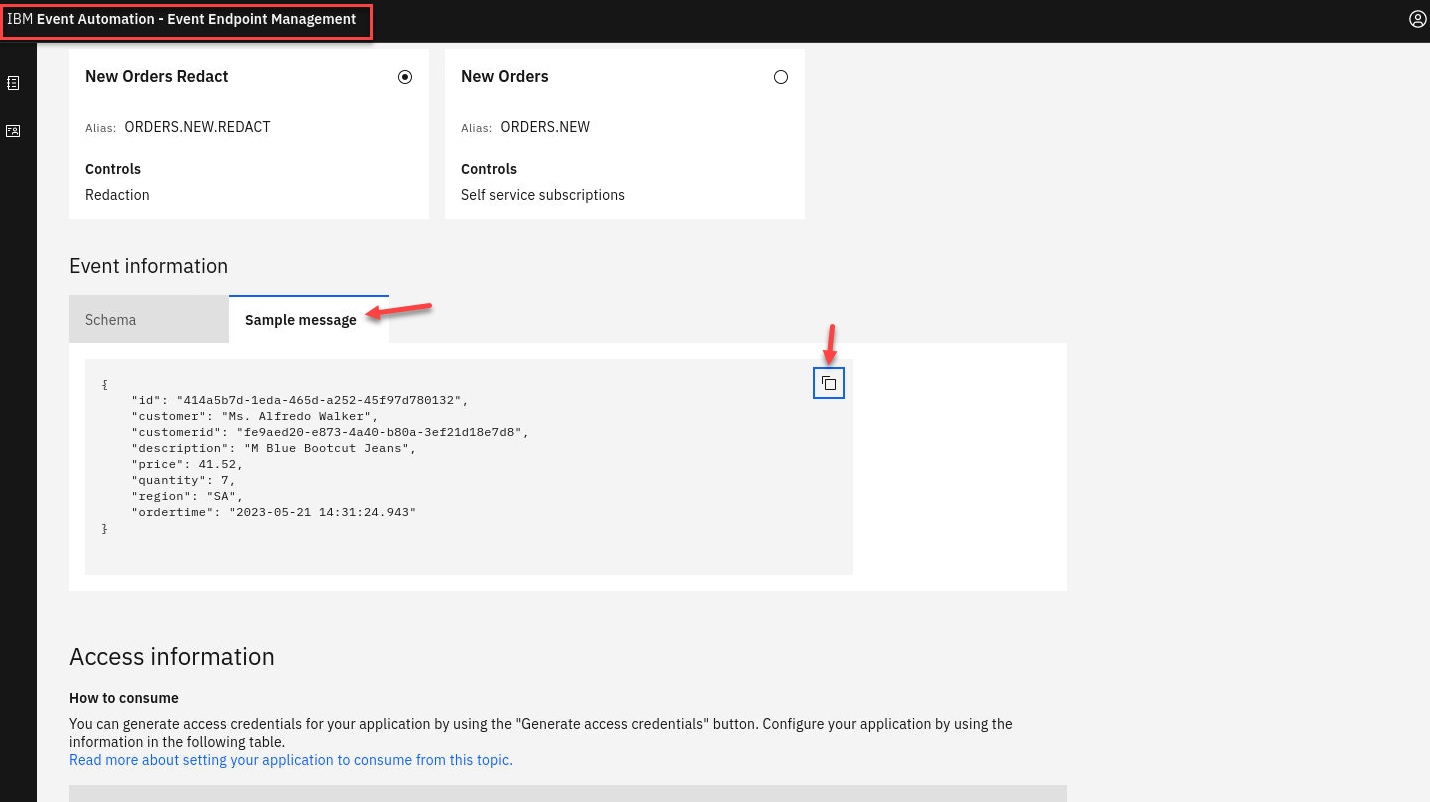 IBM Event Automation - Event Endpoint Management
New Orders Redact
Alias: ORDERS.NEW.REDACT
Controls
Redaction
New Orders
Alias: ORDERS.NEW
Controls
Self service subscriptions
Event information
Schema
Sample message
{
"id": "414a5b7d-1eda-465d-a252-45f97d780132",
"customer": "Ms. Alfredo Walker",
"customerid": "fe9aed20-e873-4a40-b80a-3ef21d18e7d8",
"description": "M Blue Bootcut Jeans",
"price": 41.52,
"quantity": 7,
"region": "SA",
"ordertime": "2023-05-21 14:31:24.943"
}
Access information
How to consume
You can generate access credentials for your application by using the "Generate access credentials" button. Configure your application by using the
information in the following table.
Read more about setting your application to consume from this topic.